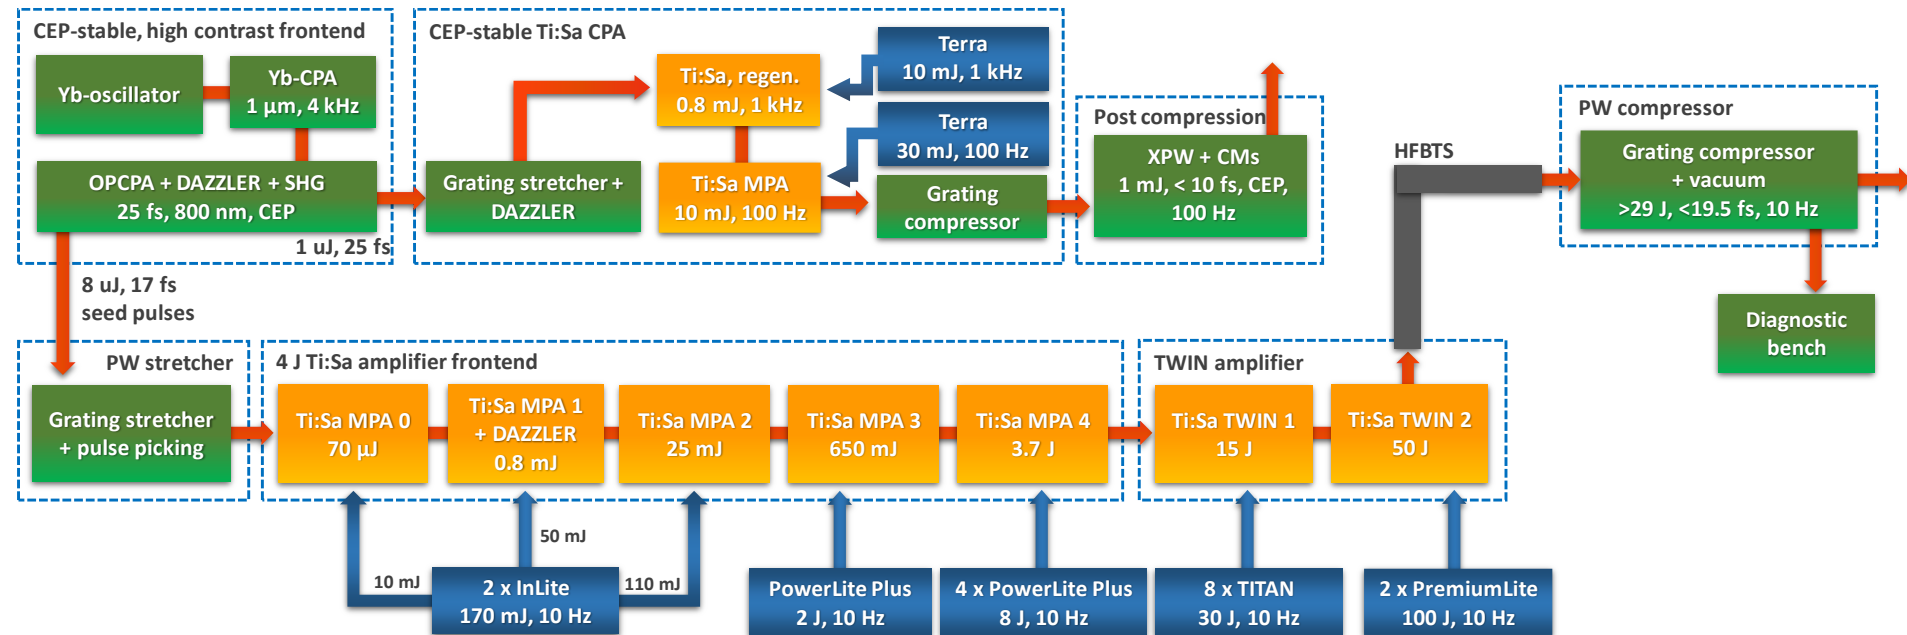 CEP-stable, high contrast frontend
Yb-oscillator
Yb-CPA
1 µm, 4 kHz
OPCPA + DAZZLER + SHG
25 fs, 800 nm, CEP
1 uJ, 25 fs
8 uJ, 17 fs
seed pulses
CEP-stable Ti:Sa CPA
Grating stretcher +
DAZZLER
Ti:Sa, regen.
0.8 mJ, 1 kHz
Terra
10 mJ, 1 kHz
Terra
30 mJ, 100 Hz
Ti:Sa MPA
10 mJ, 100 Hz
Grating
compressor
Post compression
XPW + CMs
1 mJ, < 10 fs, CEP,
100 Hz
HFBTS
PW compressor
Grating compressor
+ vacuum
>29 J, <19.5 fs, 10 Hz
Diagnostic
bench
PW stretcher
Grating stretcher
+ pulse picking
4 J Ti:Sa amplifier frontend
Ti:Sa MPA 0
70 µJ
Ti:Sa MPA 1
+ DAZZLER
0.8 mJ
Ti:Sa MPA 2
25 mJ
Ti:Sa MPA 3
650 mJ
Ti:Sa MPA 4
3.7 J
TWIN amplifier
Ti:Sa TWIN 1
15 J
Ti:Sa TWIN 2
50 J
10 mJ
50 mJ
110 mJ
2 x InLite
170 mJ, 10 Hz
PowerLite Plus
2 J, 10 Hz
4 x PowerLite Plus
8 J, 10 Hz
8 x TITAN
30 J, 10 Hz
2 x PremiumLite
100 J, 10 Hz